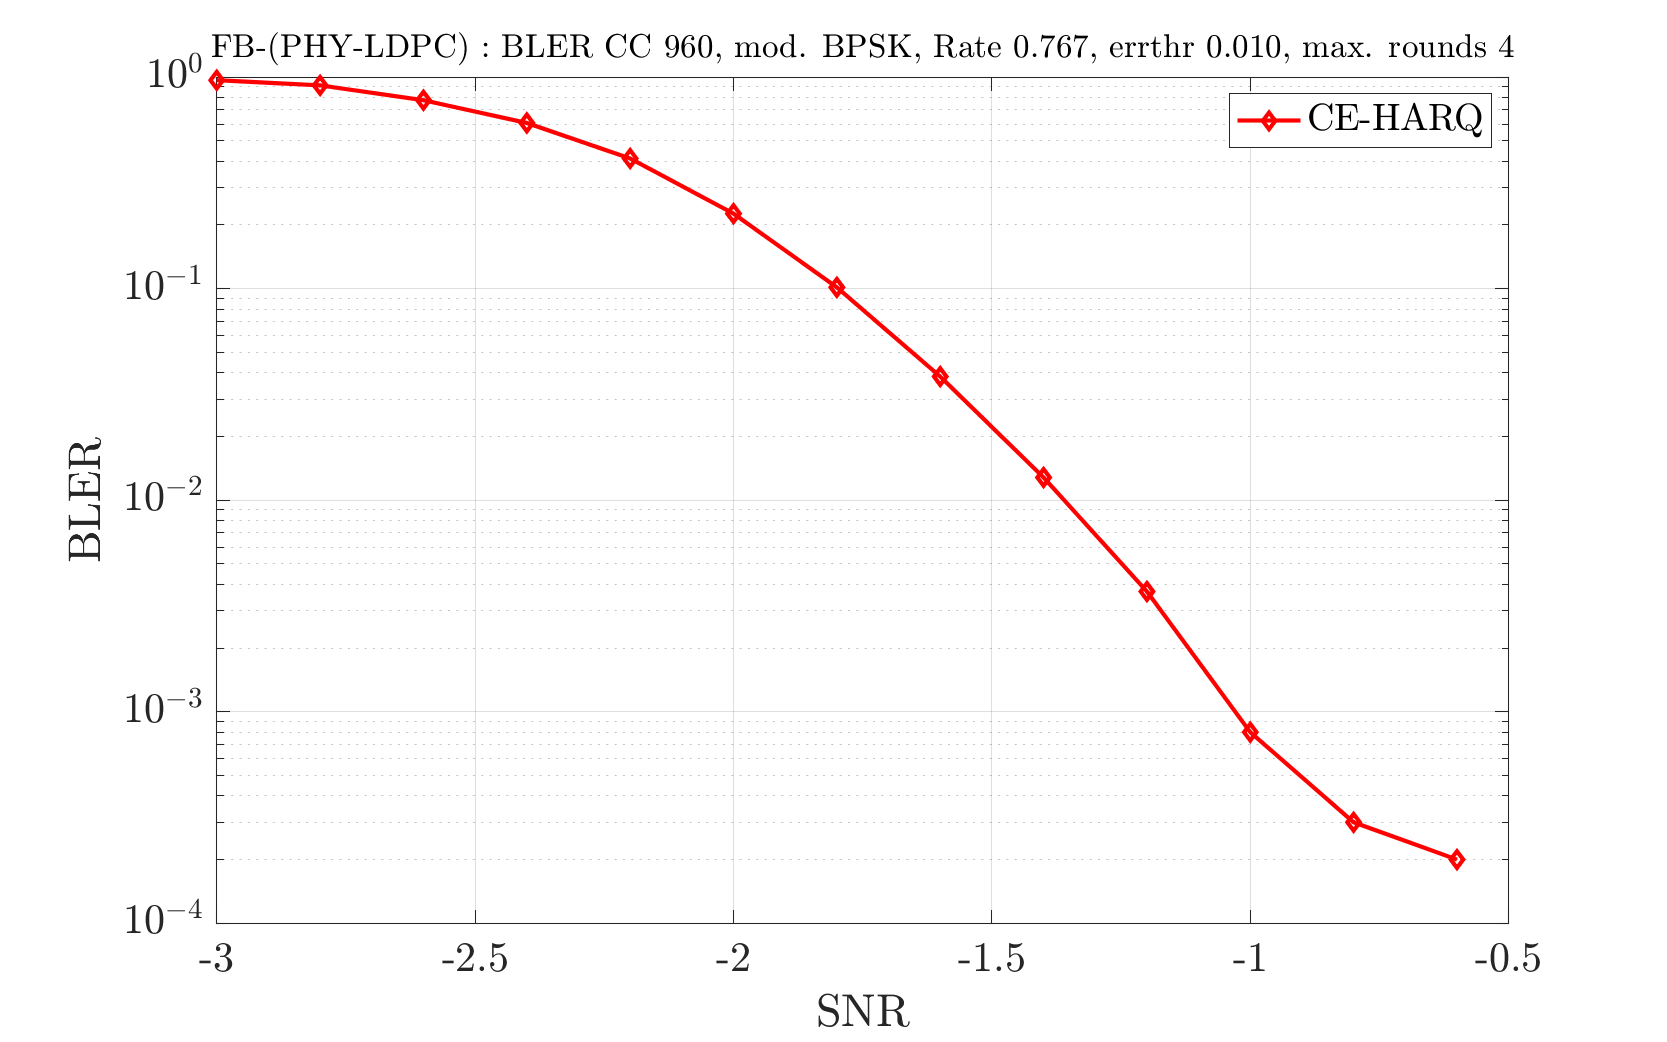 FB-(PHY-LDPC) : BLER CC 960, mod. BPSK, Rate 0.767, errthr 0.010, max. rounds 4
CE-HARQ
10^0
10^-1
10^-2
10^-3
10^-4
BLER
-3 -2.5 -2 -1.5 -1 -0.5
SNR